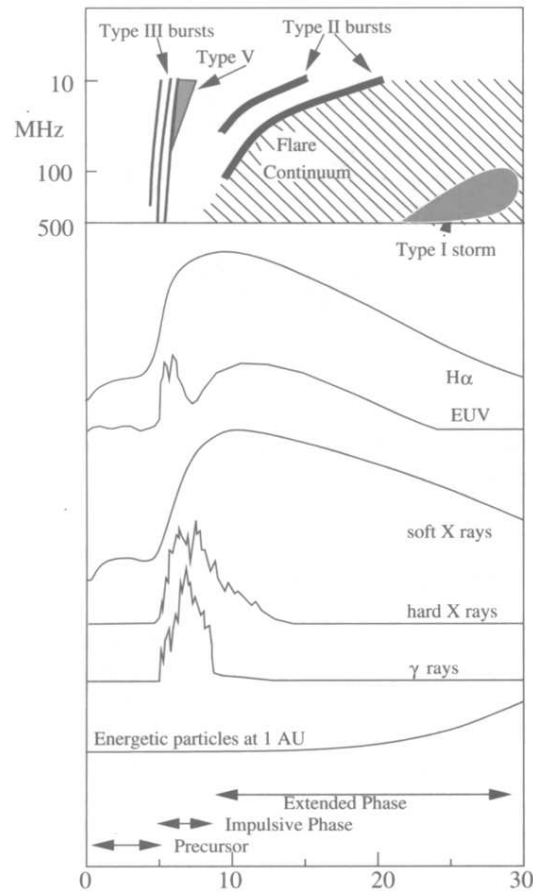 Type III bursts
Type II bursts
Type V
10
MHz
Flare
Continuum
100
500
Type I storm
Hα
EUV
soft X rays
hard X rays
γ rays
Energetic particles at 1 AU
Extended Phase
Impulsive Phase
Precursor
0 10 20 30